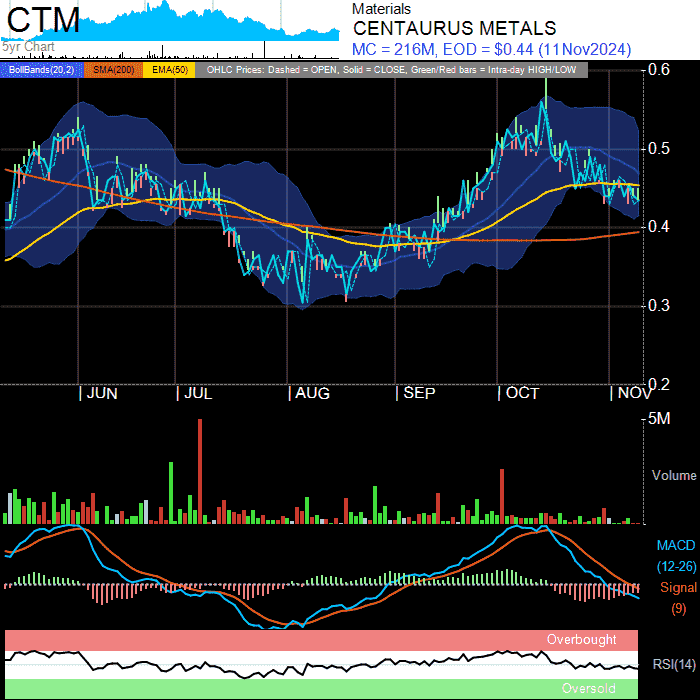 CTM
5yr Chart
Materials
CENTAURUS METALS
MC = 216M, EOD = $0.44 (11Nov2024)
BollBands(20,2) SMA(200) EMA(50) OHLC Prices: Dashed = OPEN, Solid = CLOSE, Green/Red bars = Intra-day HIGH/LOW
0.6
0.5
0.4
0.3
0.2
| JUN | JUL | AUG | SEP | OCT | NOV
5M
Volume
MACD
(12-26)
Signal
(9)
Overbought
RSI(14)
Oversold